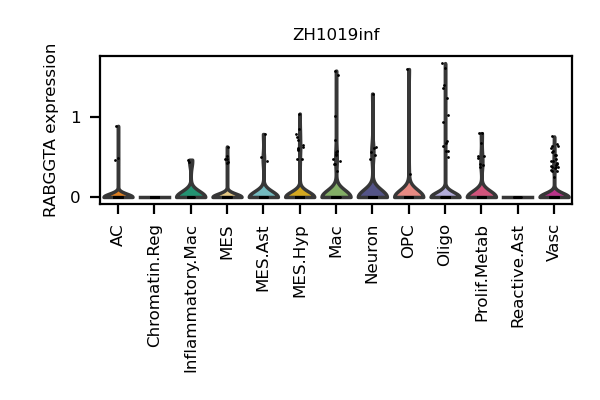 ZH1019inf
RABGGTA expression
1
0
AC
Chromatin.Reg
Inflammatory.Mac
MES
MES.Ast
MES.Hyp
Mac
Neuron
OPC
Oligo
Prolif.Metab
Reactive.Ast
Vasc